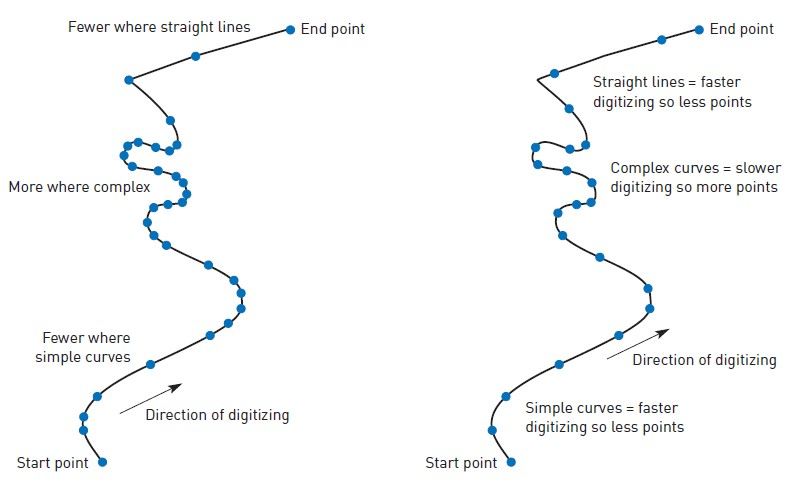 Fewer where straight lines
End point
More where complex
Fewer where
simple curves
Direction of digitizing
Start point
End point
Straight lines = faster
digitizing so less points
Complex curves = slower
digitizing so more points
Direction of digitizing
Simple curves = faster
digitizing so less points
Start point